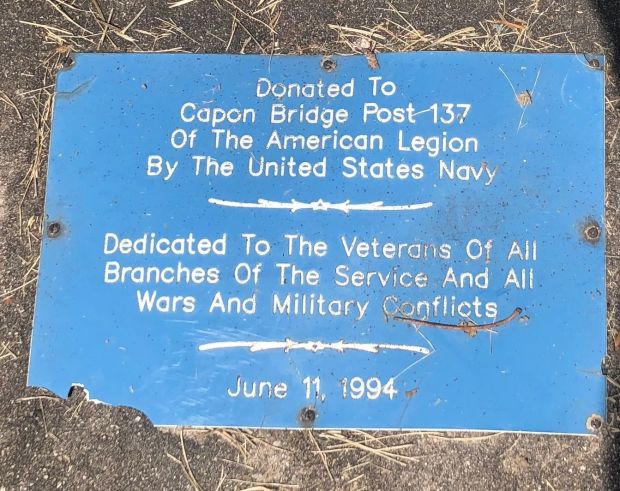 Donated To
Capon Bridge Post 137
Of The American Legion
By The United States Navy
Dedicated To The Veterans Of All
Branches Of The Service And All
Wars And Military Conflicts
June 11, 1994